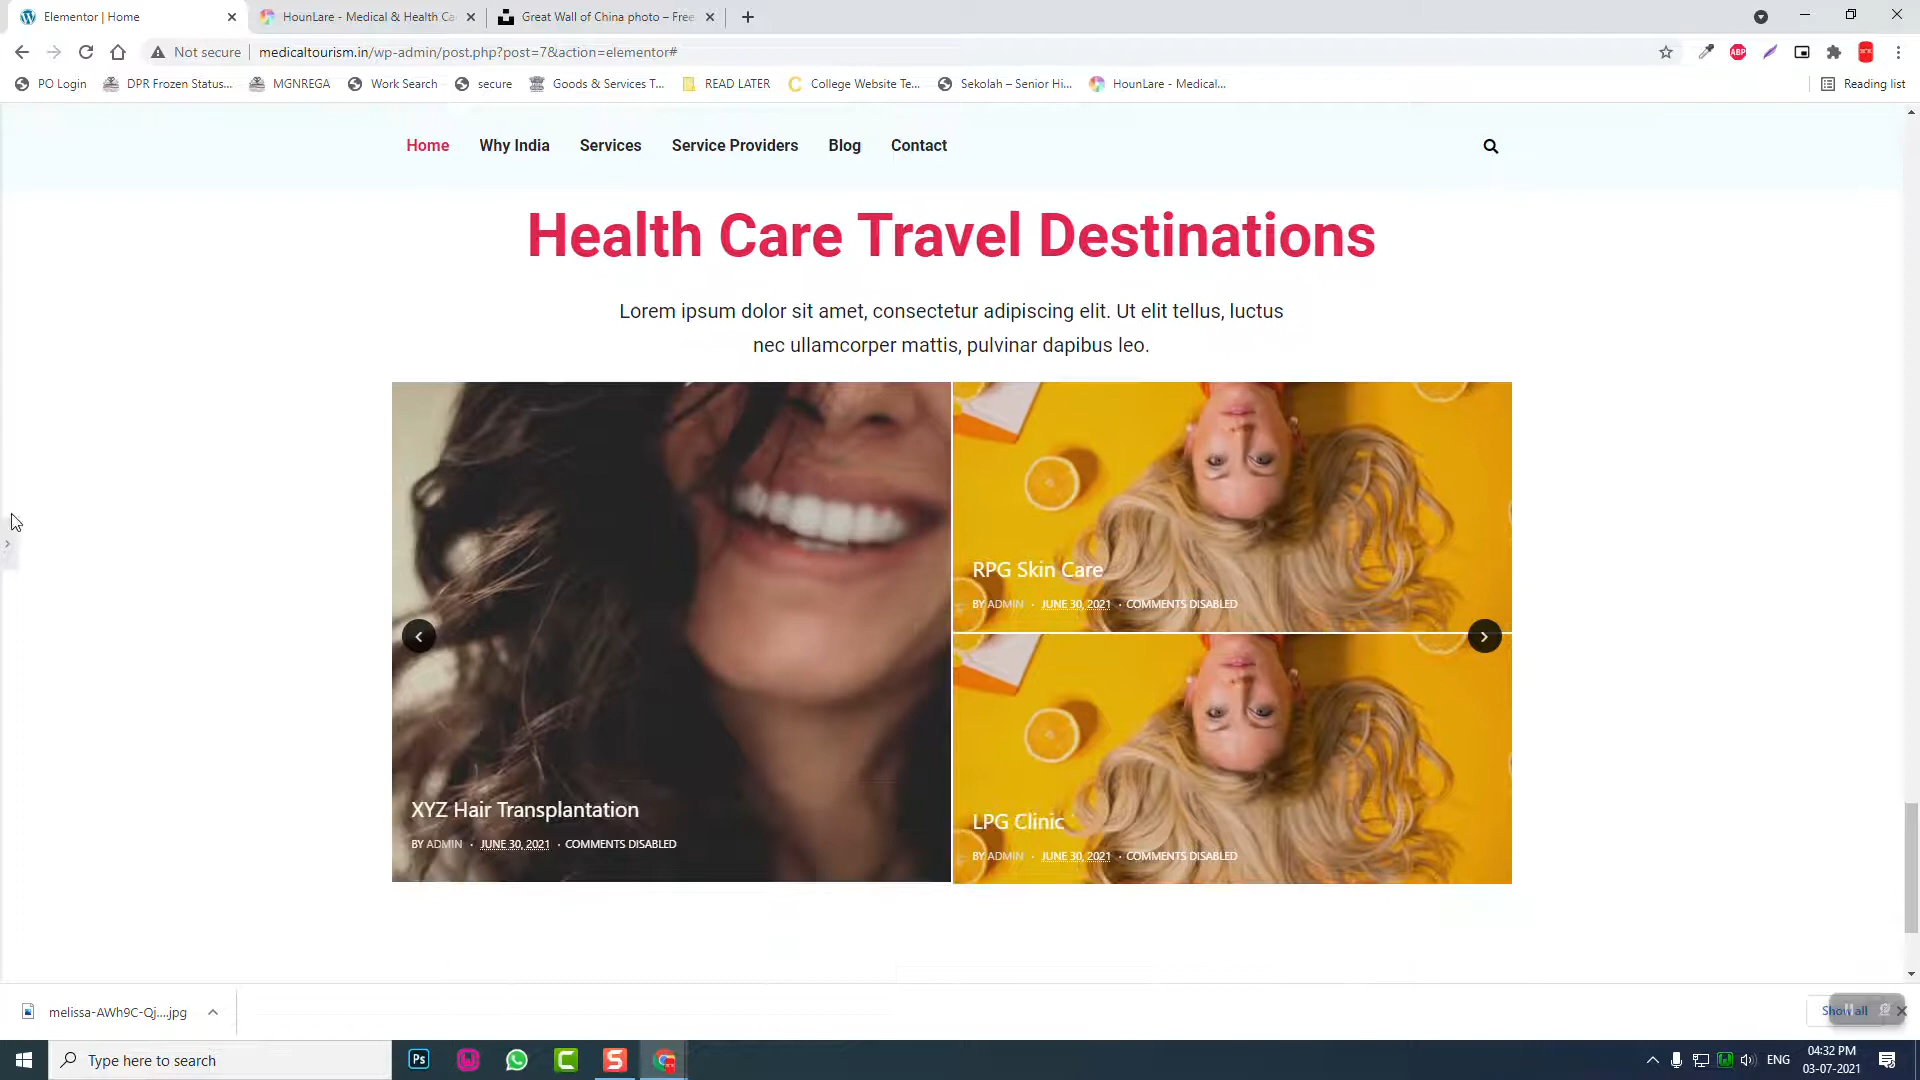 Elementor | Home
HounLare - Medical & Health Ca
Great Wall of China photo – Free
Not secure
medicaltourism.in/wp-admin/post.php?post=7&action=elementor#
PO Login
DPR Frozen Status...
MGNREGA
Work Search
secure
Goods & Services T...
READ LATER
College Website Te...
Sekolah – Senior Hi...
HounLare - Medical...
Reading list
Home Why India Services Service Providers Blog Contact
Health Care Travel Destinations
Lorem ipsum dolor sit amet, consectetur adipiscing elit. Ut elit tellus, luctus
nec ullamcorper mattis, pulvinar dapibus leo.
XYZ Hair Transplantation
BY ADMIN · JUNE 30, 2021 · COMMENTS DISABLED
RPG Skin Care
BY ADMIN · JUNE 30, 2021 · COMMENTS DISABLED
LPG Clinic
BY ADMIN · JUNE 30, 2021 · COMMENTS DISABLED
melissa-AWh9C-Qj....jpg
Show all
Type here to search
Ps
ENG
04:32 PM
03-07-2021